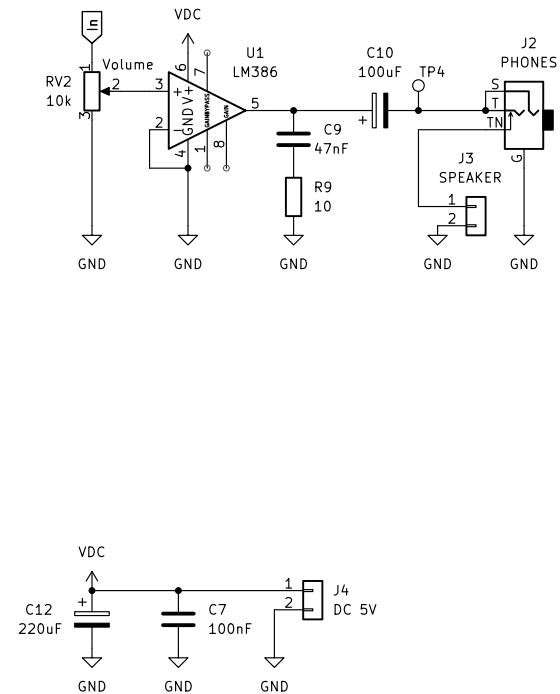 In
VDC
J2
PHONES
U1
LM386
C10
100uF
TP4
RV2
10k
Volume
1
2
3
3
2
6
7
+
V+
GND
GAIN
BYPASS
GAIN
4
1
8
5
+
C9
47nF
R9
10
S
T
TN
G
J3
SPEAKER
1
2
GND
GND
GND
GND
GND
VDC
+
C12
220uF
C7
100nF
1
2
J4
DC 5V
GND
GND
GND